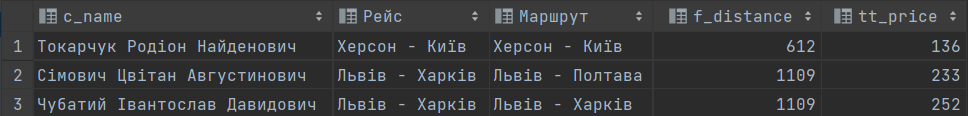 c_name Рейс Маршрут f_distance tt_price
1 Токарчук Родіон Найденович Херсон - Київ Херсон - Київ 612 136
2 Сімович Цвітан Августинович Львів - Харків Львів - Полтава 1109 233
3 Чубатий Івантослав Давидович Львів - Харків Львів - Харків 1109 252